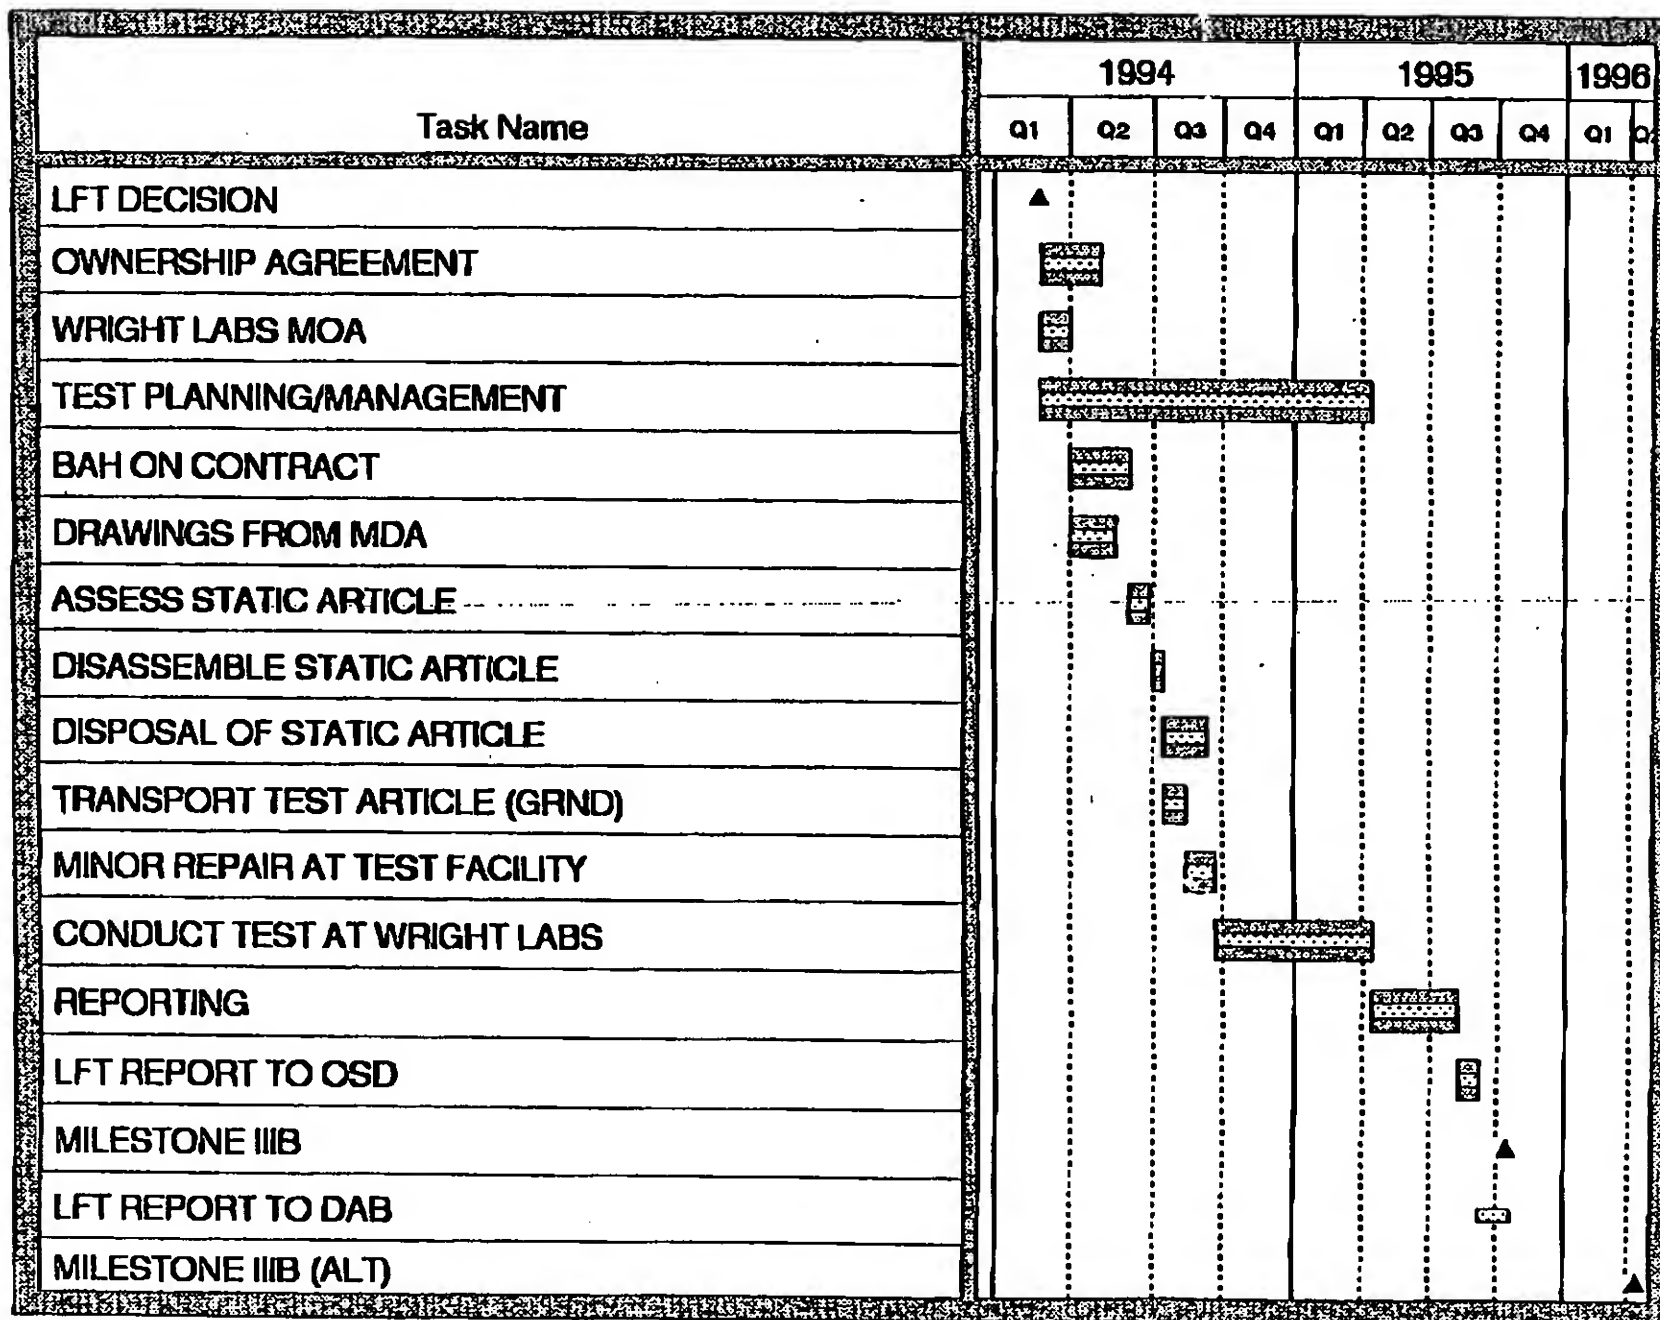 1994 1995 1996
Task Name Q1 Q2 Q3 Q4 Q1 Q2 Q3 Q4 Q1
LFT DECISION
OWNERSHIP AGREEMENT
WRIGHT LABS MOA
TEST PLANNING/MANAGEMENT
BAH ON CONTRACT
DRAWINGS FROM MDA
ASSESS STATIC ARTICLE
DISASSEMBLE STATIC ARTICLE
DISPOSAL OF STATIC ARTICLE
TRANSPORT TEST ARTICLE (GRND)
MINOR REPAIR AT TEST FACILITY
CONDUCT TEST AT WRIGHT LABS
REPORTING
LFT REPORT TO OSD
MILESTONE IIIB
LFT REPORT TO DAB
MILESTONE IIIB (ALT)